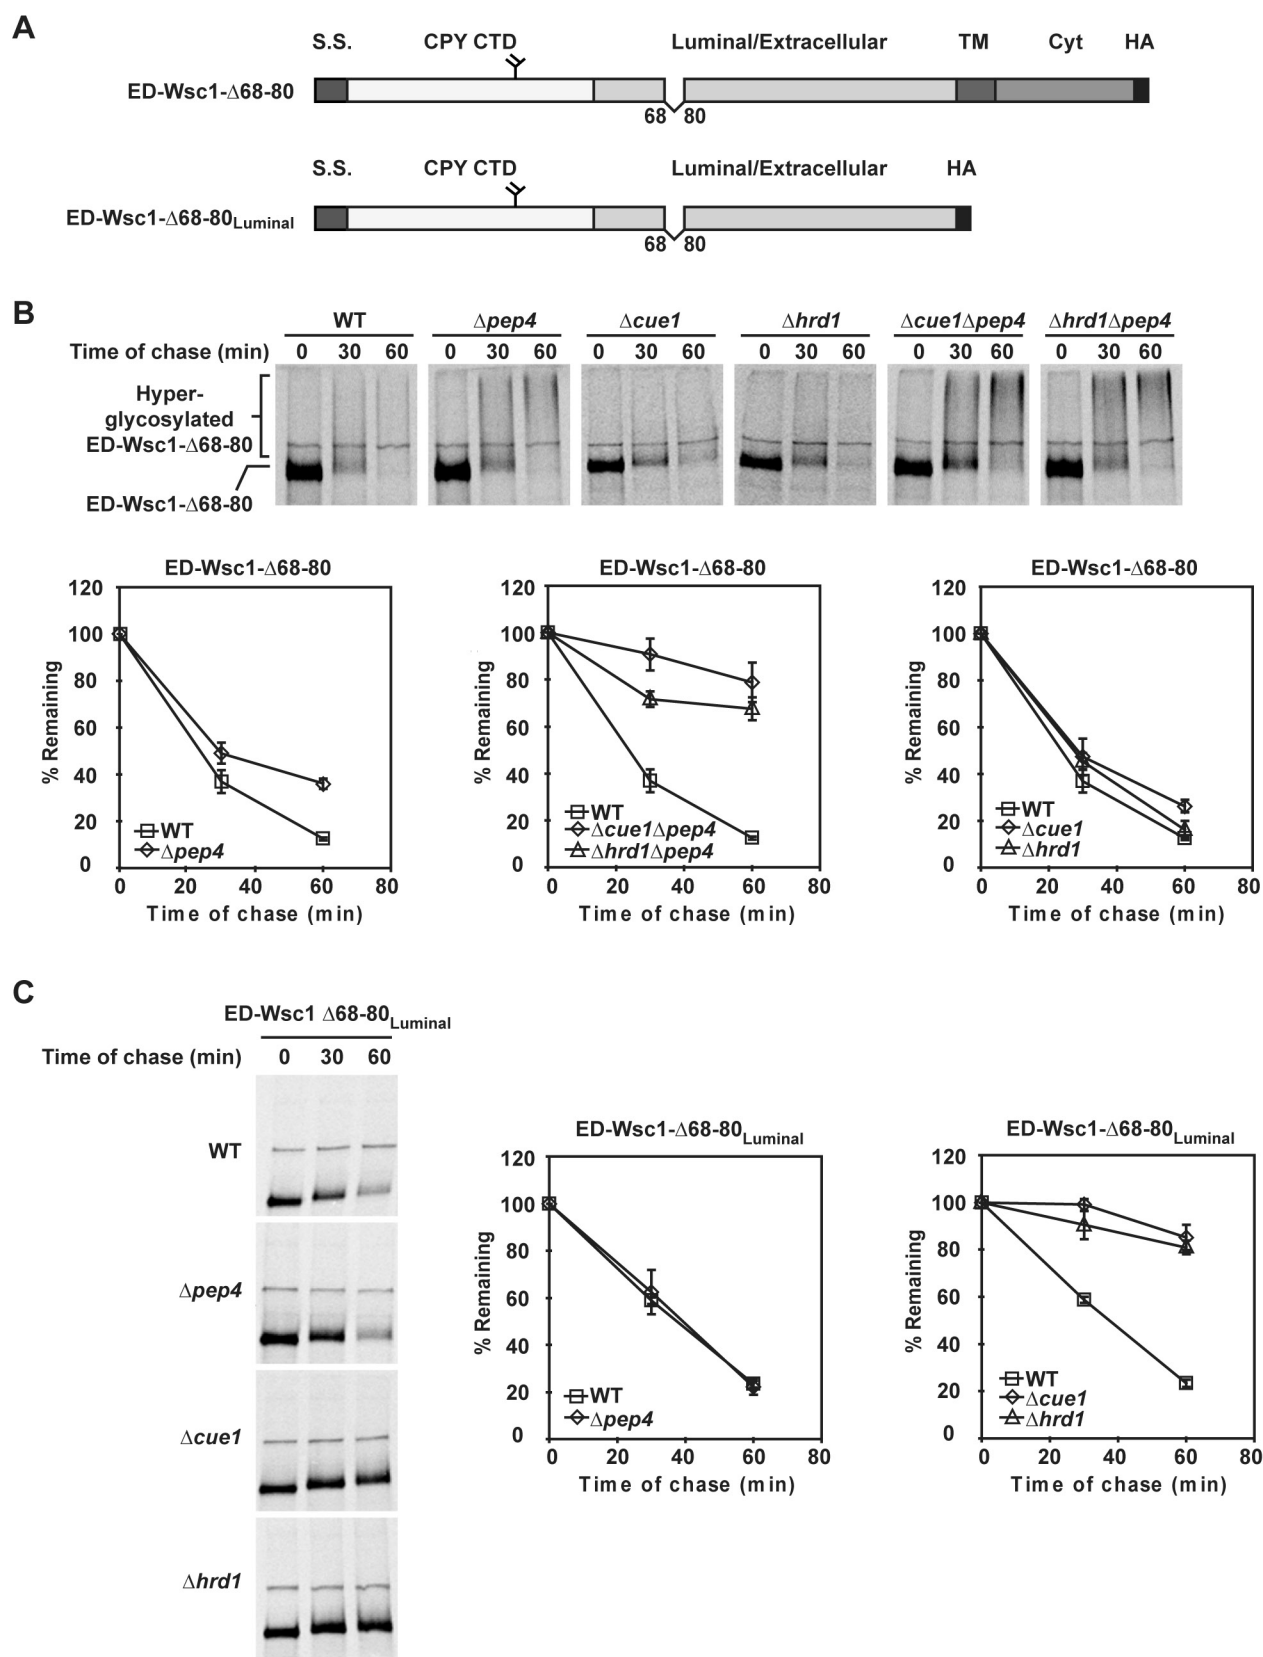 A
S.S. CPY CTD Luminal/Extracellular TM Cyt HA
ED-Wsc1-Δ68-80
68 80
S.S. CPY CTD Luminal/Extracellular HA
ED-Wsc1-Δ68-80Luminal
68 80
B
WT Δpep4 Δcue1 Δhrd1 Δcue1Δpep4 Δhrd1Δpep4
Time of chase (min) 0 30 60 0 30 60 0 30 60 0 30 60 0 30 60 0 30 60
Hyper-
glycosylated
ED-Wsc1-Δ68-80
ED-Wsc1-Δ68-80
ED-Wsc1-Δ68-80
120
100
80
60
40
20
0
% Remaining
WT
Δpep4
0 20 40 60 80
Time of chase (min)
ED-Wsc1-Δ68-80
120
100
80
60
40
20
0
% Remaining
WT
Δcue1Δpep4
Δhrd1Δpep4
0 20 40 60 80
Time of chase (min)
ED-Wsc1-Δ68-80
120
100
80
60
40
20
0
% Remaining
WT
Δcue1
Δhrd1
0 20 40 60 80
Time of chase (min)
C
ED-Wsc1 Δ68-80Luminal
Time of chase (min) 0 30 60
WT
Δpep4
Δcue1
Δhrd1
ED-Wsc1-Δ68-80Luminal
120
100
80
60
40
20
0
% Remaining
WT
Δpep4
0 20 40 60 80
Time of chase (min)
ED-Wsc1-Δ68-80Luminal
120
100
80
60
40
20
0
% Remaining
WT
Δcue1
Δhrd1
0 20 40 60 80
Time of chase (min)